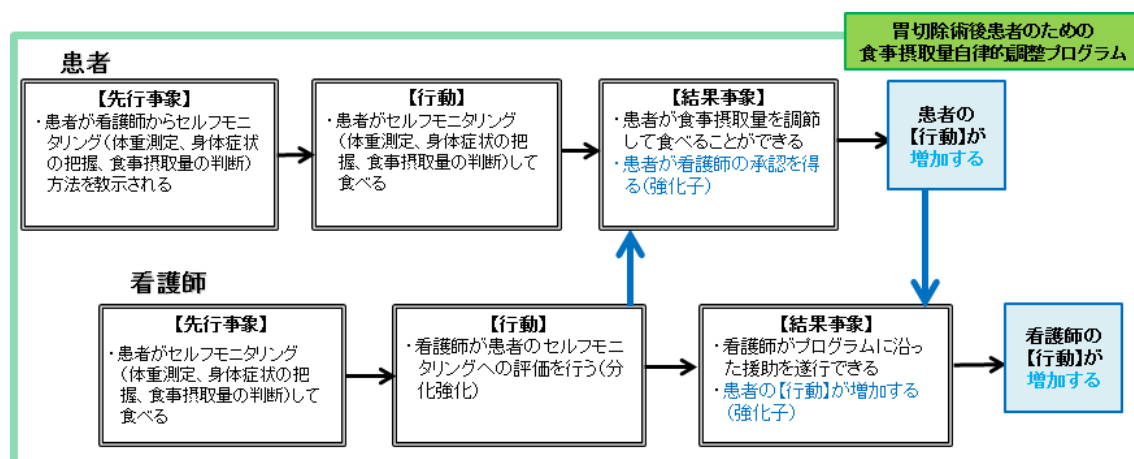 胃切除術後患者のための
食事摂取量自律的調整プログラム
患者
【先行事象】
・患者が看護師からセルフモニ
タリング(体重測定、身体症状
の把握、食事摂取量の判断)
方法を教示される
【行動】
・患者がセルフモニタリング
(体重測定、身体症状の把
握、食事摂取量の判断)して
食べる
【結果事象】
・患者が食事摂取量を調節
して食べることができる
・患者が看護師の承認を得
る(強化子)
患者の
【行動】が
増加する
看護師
【先行事象】
・患者がセルフモニタリング
(体重測定、身体症状の把
握、食事摂取量の判断)して
食べる
【行動】
・看護師が患者のセルフモニ
タリングへの評価を行う(分
化強化)
【結果事象】
・看護師がプログラムに沿っ
た援助を遂行できる
・患者の【行動】が増加する
(強化子)
看護師の
【行動】が
増加する